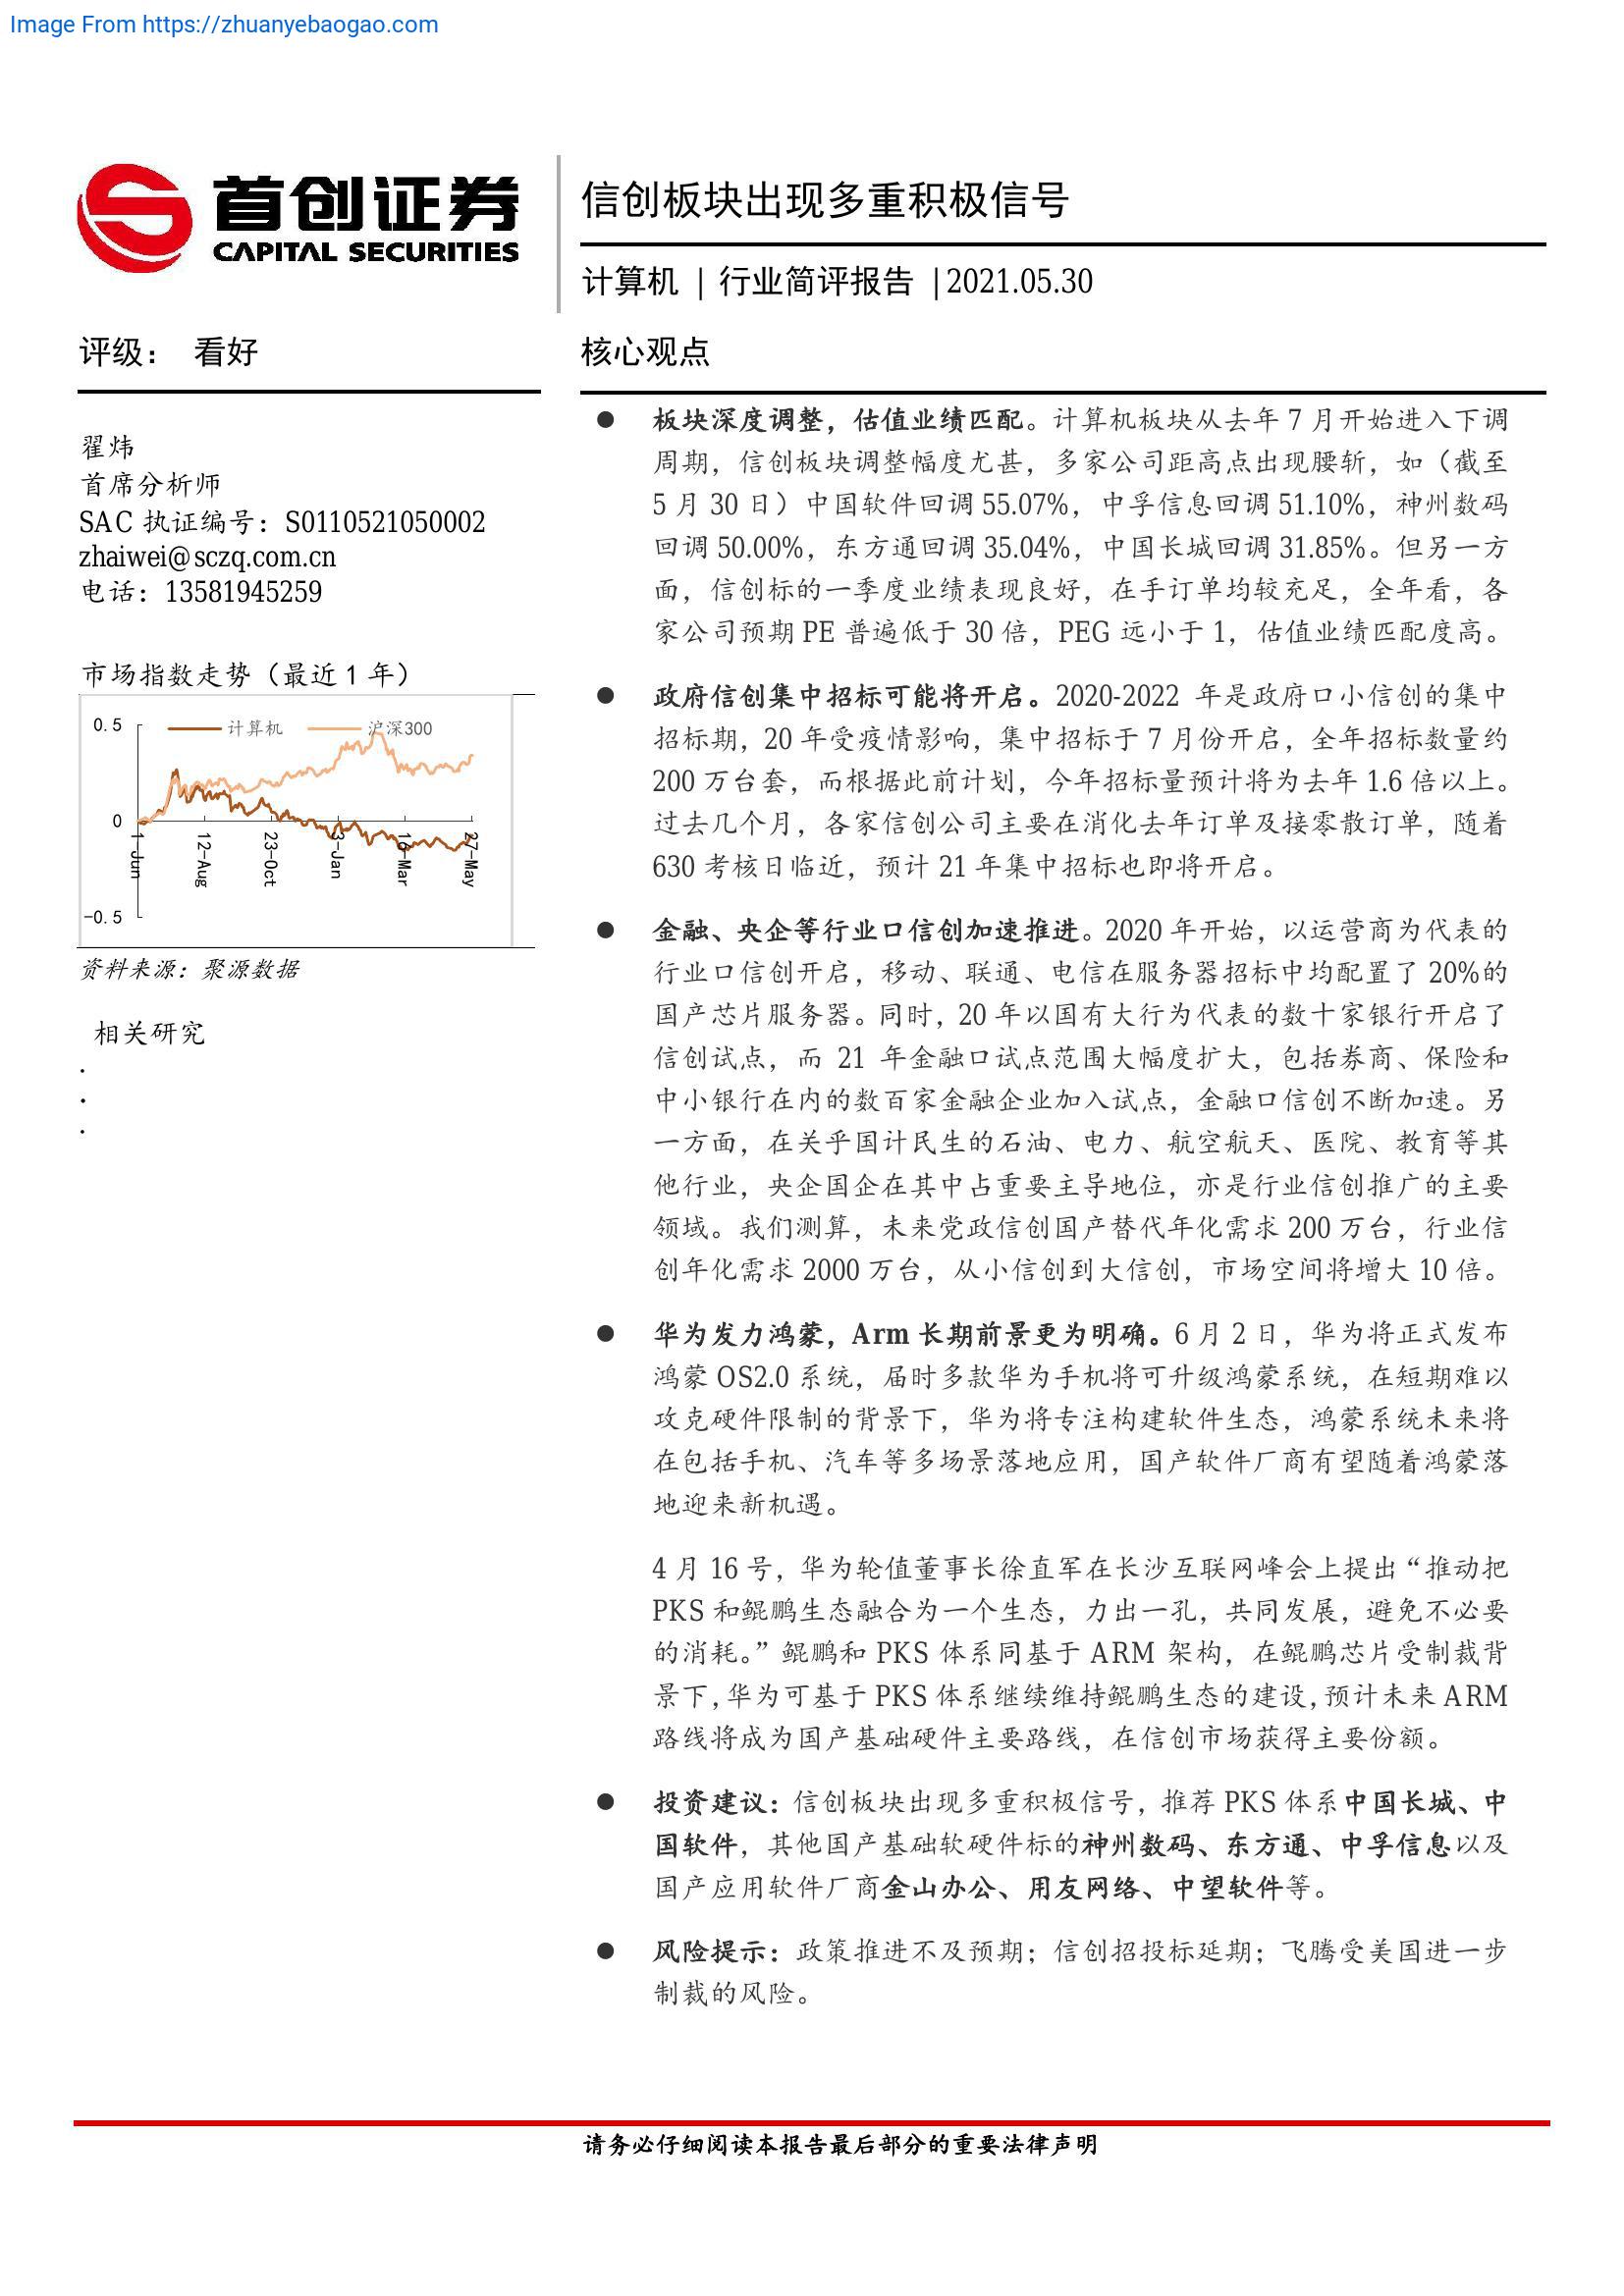 Image From https://zhuanyebaogao.com
首创证券
CAPITAL SECURITIES
信创板块出现多重积极信号
计算机 | 行业简评报告 |2021.05.30
评级： 看好
翟炜
首席分析师
SAC 执证编号：S0110521050002
zhaiwei@sczq.com.cn
电话：13581945259
市场指数走势（最近 1 年）
0.5
计算机
沪深300
0
-0.5
1-Jun
12-Aug
23-Oct
3-Jan
16-Mar
27-May
资料来源：聚源数据
相关研究
·
·
·
核心观点
● 板块深度调整，估值业绩匹配。计算机板块从去年 7 月开始进入下调
周期，信创板块调整幅度尤甚，多家公司距高点出现腰斩，如（截至
5 月 30 日）中国软件回调 55.07%，中孚信息回调 51.10%，神州数码
回调 50.00%，东方通回调 35.04%，中国长城回调 31.85%。但另一方
面，信创标的一季度业绩表现良好，在手订单均较充足，全年看，各
家公司预期 PE 普遍低于 30 倍，PEG 远小于 1，估值业绩匹配度高。
● 政府信创集中招标可能将开启。2020-2022 年是政府口小信创的集中
招标期，20 年受疫情影响，集中招标于 7 月份开启，全年招标数量约
200 万台套，而根据此前计划，今年招标量预计将为去年 1.6 倍以上。
过去几个月，各家信创公司主要在消化去年订单及接零散订单，随着
630 考核日临近，预计 21 年集中招标也即将开启。
● 金融、央企等行业口信创加速推进。2020 年开始，以运营商为代表的
行业口信创开启，移动、联通、电信在服务器招标中均配置了 20%的
国产芯片服务器。同时，20 年以国有大行为代表的数十家银行开启了
信创试点，而 21 年金融口试点范围大幅度扩大，包括券商、保险和
中小银行在内的数百家金融企业加入试点，金融口信创不断加速。另
一方面，在关乎国计民生的石油、电力、航空航天、医院、教育等其
他行业，央企国企在其中占重要主导地位，亦是行业信创推广的主要
领域。我们测算，未来党政信创国产替代年化需求 200 万台，行业信
创年化需求 2000 万台，从小信创到大信创，市场空间将增大 10 倍。
● 华为发力鸿蒙，Arm 长期前景更为明确。6 月 2 日，华为将正式发布
鸿蒙 OS2.0 系统，届时多款华为手机将可升级鸿蒙系统，在短期难以
攻克硬件限制的背景下，华为将专注构建软件生态，鸿蒙系统未来将
在包括手机、汽车等多场景落地应用，国产软件厂商有望随着鸿蒙落
地迎来新机遇。
4 月 16 号，华为轮值董事长徐直军在长沙互联网峰会上提出“推动把
PKS 和鲲鹏生态融合为一个生态，力出一孔，共同发展，避免不必要
的消耗。”鲲鹏和 PKS 体系同基于 ARM 架构，在鲲鹏芯片受制裁背
景下，华为可基于 PKS 体系继续维持鲲鹏生态的建设，预计未来 ARM
路线将成为国产基础硬件主要路线，在信创市场获得主要份额。
● 投资建议：信创板块出现多重积极信号，推荐 PKS 体系中国长城、中
国软件，其他国产基础软硬件标的神州数码、东方通、中孚信息以及
国产应用软件厂商金山办公、用友网络、中望软件等。
● 风险提示：政策推进不及预期；信创招投标延期；飞腾受美国进一步
制裁的风险。
请务必仔细阅读本报告最后部分的重要法律声明